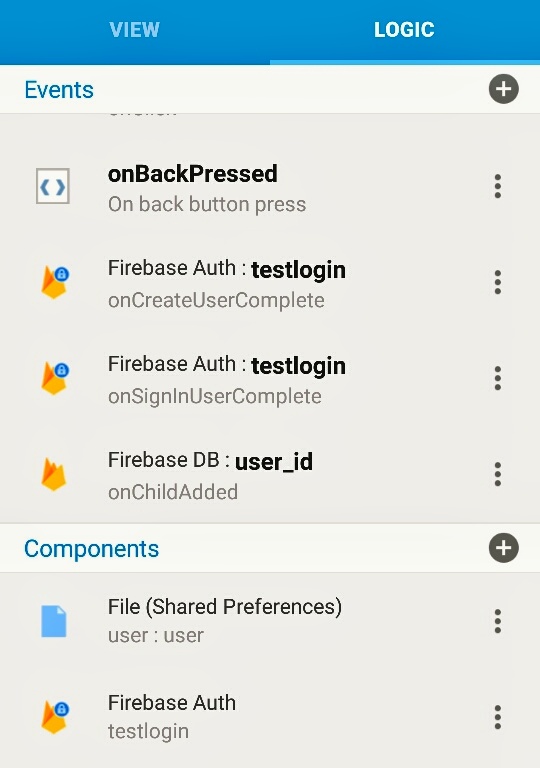 VIEW
LOGIC
Events
onBackPressed
On back button press
Firebase Auth : testlogin
onCreateUserComplete
Firebase Auth : testlogin
onSignInUserComplete
Firebase DB : user_id
onChildAdded
Components
File (Shared Preferences)
user : user
Firebase Auth
testlogin